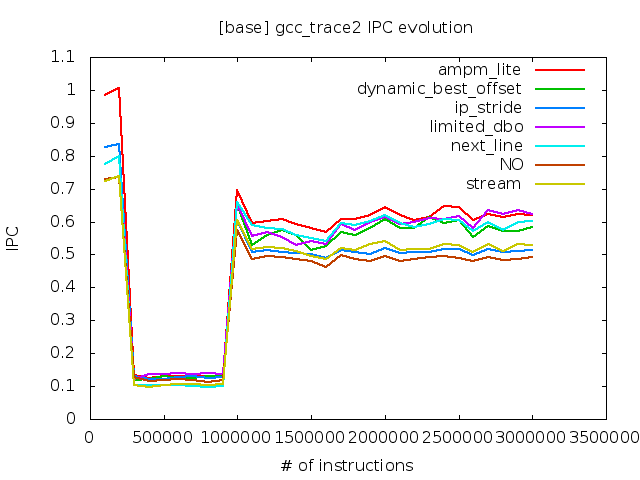 [base] gcc_trace2 IPC evolution
1.1
1
0.9
0.8
0.7
0.6
0.5
0.4
0.3
0.2
0.1
0
IPC
ampm_lite
dynamic_best_offset
ip_stride
limited_dbo
next_line
NO
stream
0 500000 1000000 1500000 2000000 2500000 3000000 3500000
# of instructions